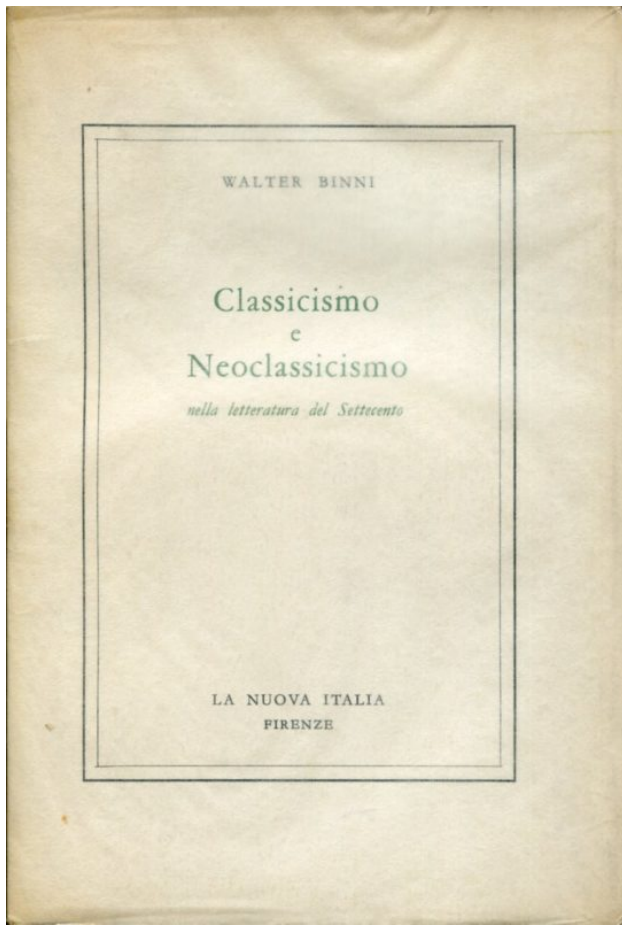 WALTER BINNI
Classicismo
e
Neoclassicismo
nella letteratura del Settecento
LA NUOVA ITALIA
FIRENZE